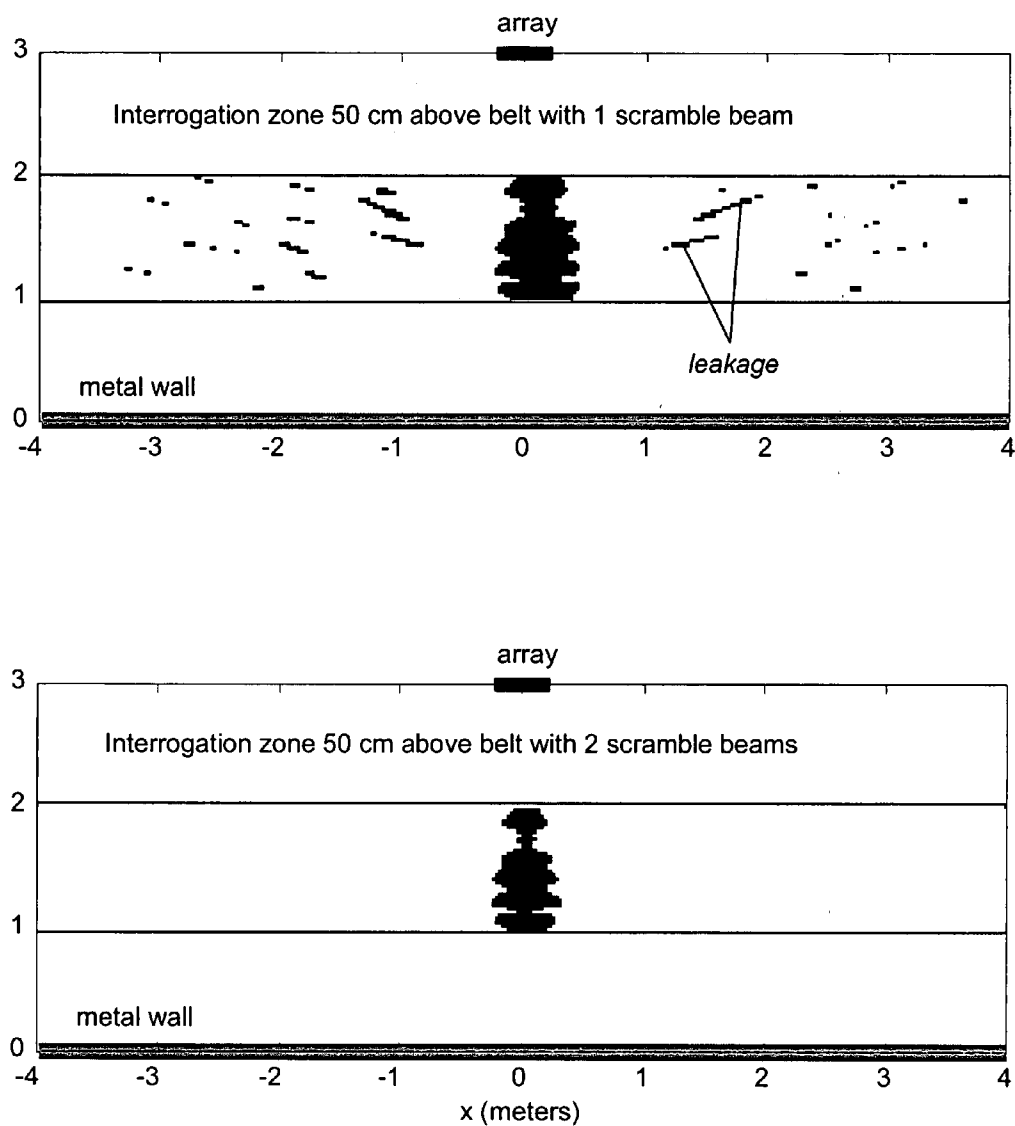 array
3
Interrogation zone 50 cm above belt with 1 scramble beam
2
1
leakage
metal wall
0
-4 -3 -2 -1 0 1 2 3 4
array
3
Interrogation zone 50 cm above belt with 2 scramble beams
2
1
metal wall
0
-4 -3 -2 -1 0 1 2 3 4
x (meters)